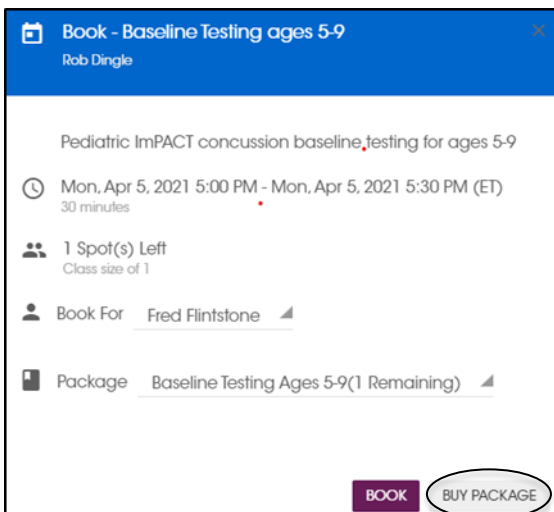 Book - Baseline Testing ages 5-9
Rob Dingle
Pediatric ImPACT concussion baseline testing for ages 5-9
Mon, Apr 5, 2021 5:00 PM - Mon, Apr 5, 2021 5:30 PM (ET)
30 minutes
1 Spot(s) Left
Class size of 1
Book For Fred Flintstone
Package Baseline Testing Ages 5-9(1 Remaining)
BOOK BUY PACKAGE